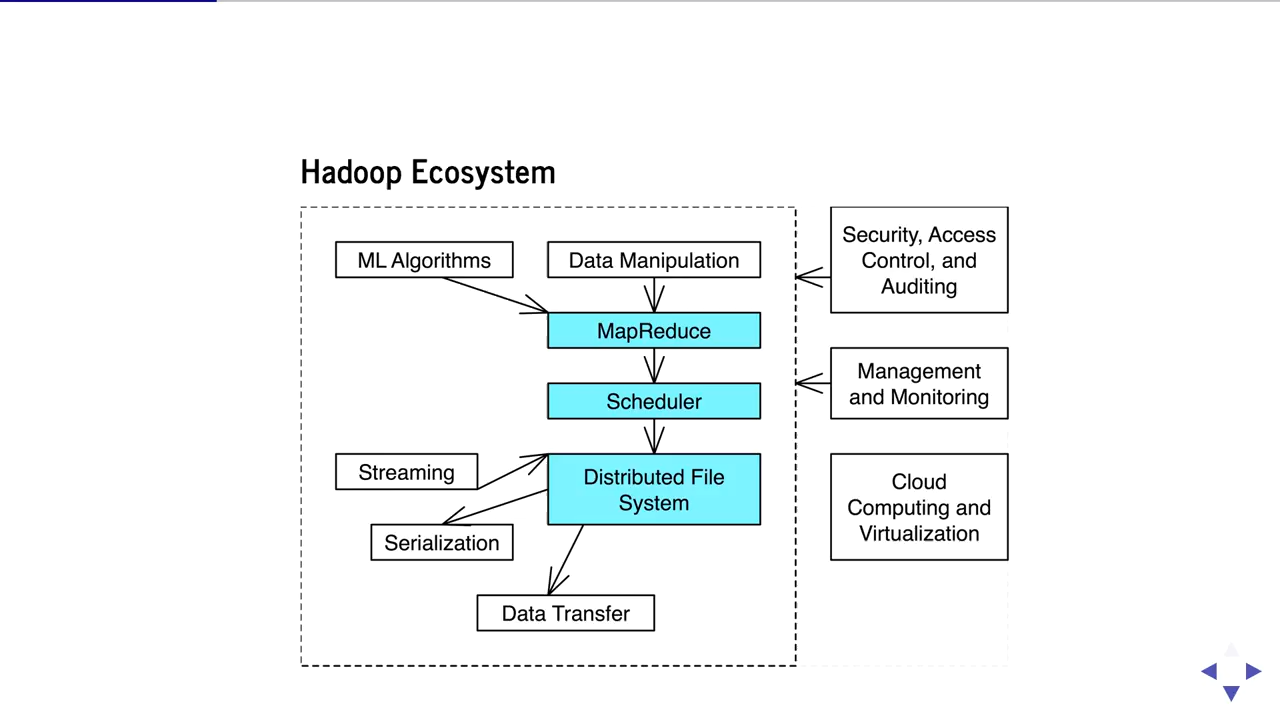 Hadoop Ecosystem
ML Algorithms
Data Manipulation
MapReduce
Scheduler
Streaming
Distributed File
System
Serialization
Data Transfer
Security, Access
Control, and
Auditing
Management
and Monitoring
Cloud
Computing and
Virtualization